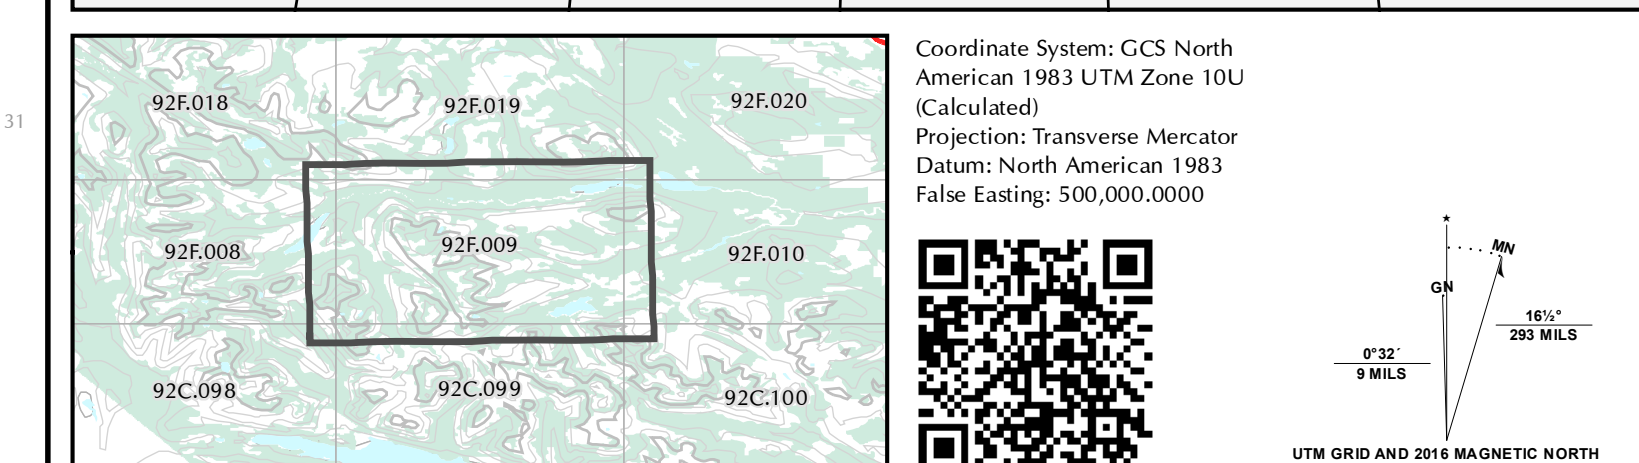 31
92F.018
92F.019
92F.020
92F.008
92F.009
92F.010
92C.098
92C.099
92C.100
Coordinate System: GCS North
American 1983 UTM Zone 10U
(Calculated)
Projection: Transverse Mercator
Datum: North American 1983
False Easting: 500,000.0000
MN
GN
16½°
293 MILS
0°32´
9 MILS
UTM GRID AND 2016 MAGNETIC NORTH